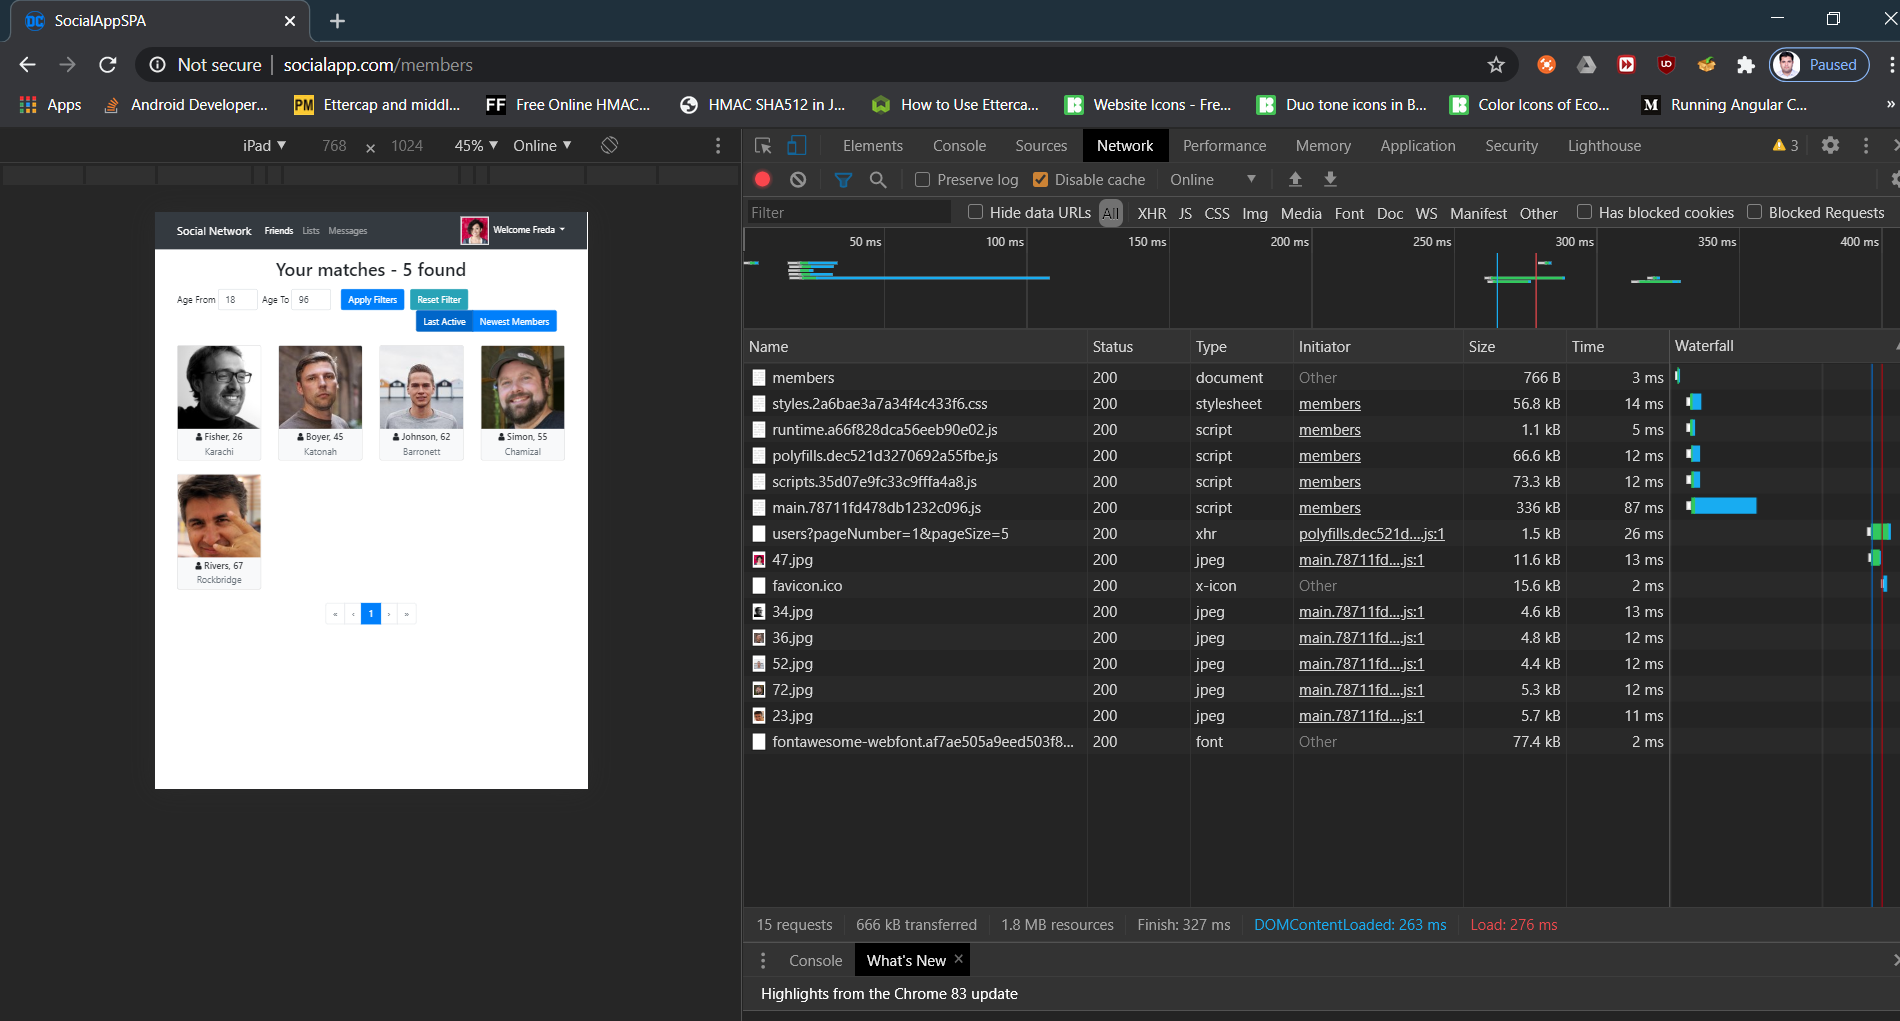 SocialAppSPA
Not secure | socialapp.com/members
Paused
Apps Android Developer... PM Ettercap and middl... FF Free Online HMAC... HMAC SHA512 in J... How to Use Etterca... Website Icons - Fre... Duo tone icons in B... Color Icons of Eco... M Running Angular C... »
iPad ▼ 768 × 1024 45% ▼ Online ▼
Elements Console Sources Network Performance Memory Application Security Lighthouse 3
Preserve log Disable cache Online ▼
Filter Hide data URLs All XHR JS CSS Img Media Font Doc WS Manifest Other Has blocked cookies Blocked Requests
50 ms 100 ms 150 ms 200 ms 250 ms 300 ms 350 ms 400 ms
Social Network Friends Lists Messages Welcome Freda
Your matches - 5 found
Age From 18 Age To 96 Apply Filters Reset Filter
Last Active Newest Members
Fisher, 26 Boyer, 45 Johnson, 62 Simon, 55
Karachi Katonah Barronett Chamizal
Rivers, 67
Rockbridge
« ‹ 1 › »
Name Status Type Initiator Size Time Waterfall
members 200 document Other 766 B 3 ms
styles.2a6bae3a7a34f4c433f6.css 200 stylesheet members 56.8 kB 14 ms
runtime.a66f828dca56eeb90e02.js 200 script members 1.1 kB 5 ms
polyfills.dec521d3270692a55fbe.js 200 script members 66.6 kB 12 ms
scripts.35d07e9fc33c9fffa4a8.js 200 script members 73.3 kB 12 ms
main.78711fd478db1232c096.js 200 script members 336 kB 87 ms
users?pageNumber=1&pageSize=5 200 xhr polyfills.dec521d....js:1 1.5 kB 26 ms
47.jpg 200 jpeg main.78711fd....js:1 11.6 kB 13 ms
favicon.ico 200 x-icon Other 15.6 kB 2 ms
34.jpg 200 jpeg main.78711fd....js:1 4.6 kB 13 ms
36.jpg 200 jpeg main.78711fd....js:1 4.8 kB 12 ms
52.jpg 200 jpeg main.78711fd....js:1 4.4 kB 12 ms
72.jpg 200 jpeg main.78711fd....js:1 5.3 kB 12 ms
23.jpg 200 jpeg main.78711fd....js:1 5.7 kB 11 ms
fontawesome-webfont.af7ae505a9eed503f8... 200 font Other 77.4 kB 2 ms
15 requests 666 kB transferred 1.8 MB resources Finish: 327 ms DOMContentLoaded: 263 ms Load: 276 ms
Console What's New
Highlights from the Chrome 83 update